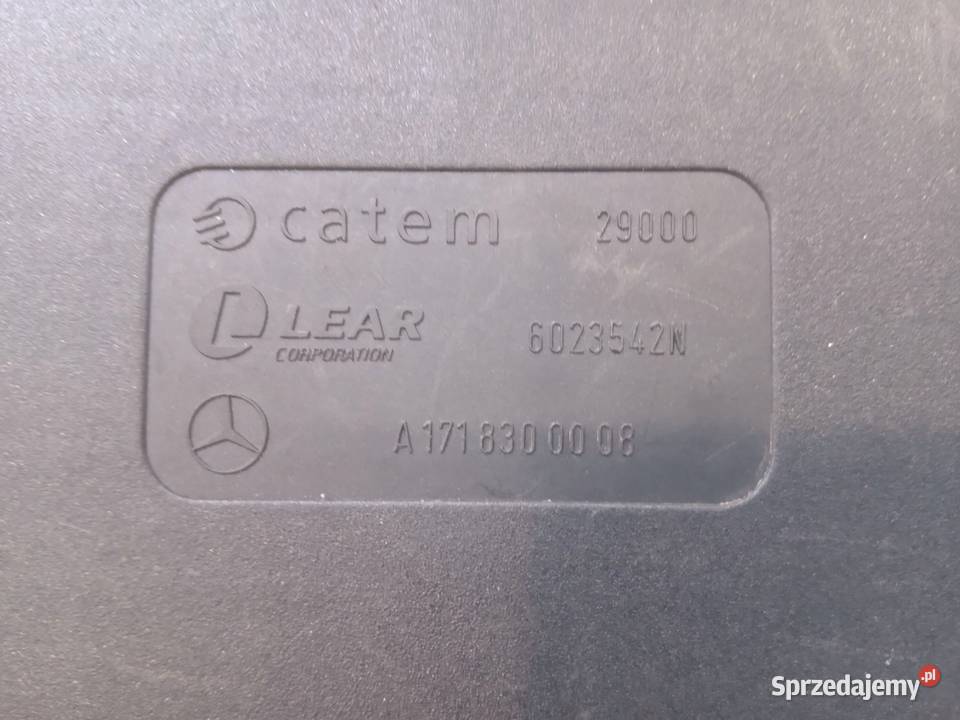 catem 29000
LEAR 6023542N
CORPORATION
A 171 830 00 08
Sprzedajemy.pl